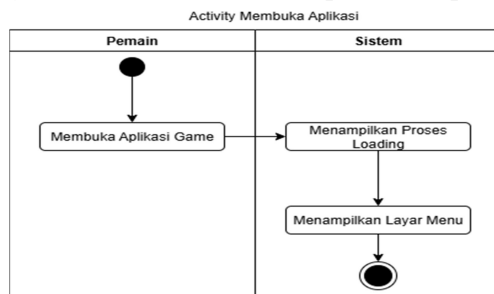 Activity Membuka Aplikasi
Pemain
Sistem
Membuka Aplikasi Game
Menampilkan Proses
Loading
Menampilkan Layar Menu